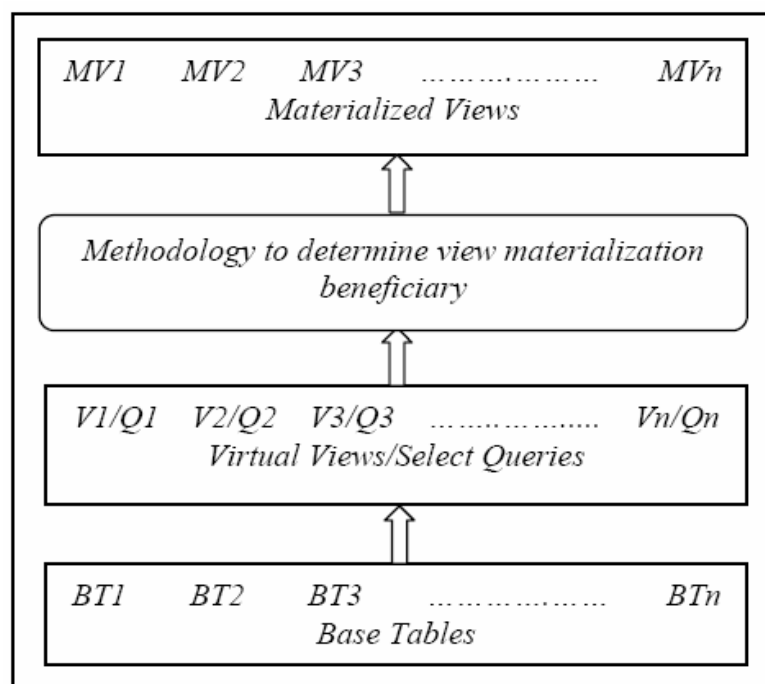 MV1 MV2 MV3 ……….……… MVn
Materialized Views
Methodology to determine view materialization
beneficiary
V1/Q1 V2/Q2 V3/Q3 ……..…….….. Vn/Qn
Virtual Views/Select Queries
BT1 BT2 BT3 ………….…… BTn
Base Tables